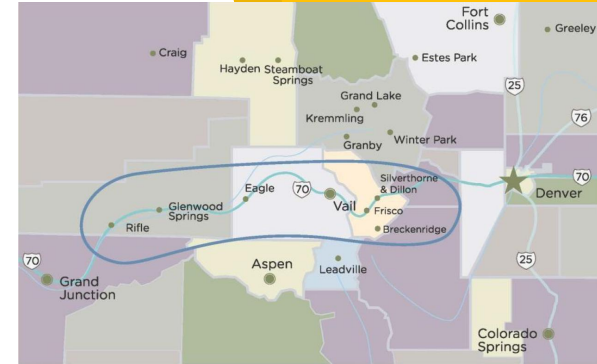 Fort
Collins
Greeley
Craig
Estes Park
Hayden
Steamboat
Springs
25
Grand Lake
76
Kremmling
Granby
Winter Park
Silverthorne
& Dillon
70
Denver
Eagle
70
Vail
Glenwood
Springs
Frisco
Rifle
Breckenridge
70
Grand
Junction
Aspen
Leadville
25
Colorado
Springs